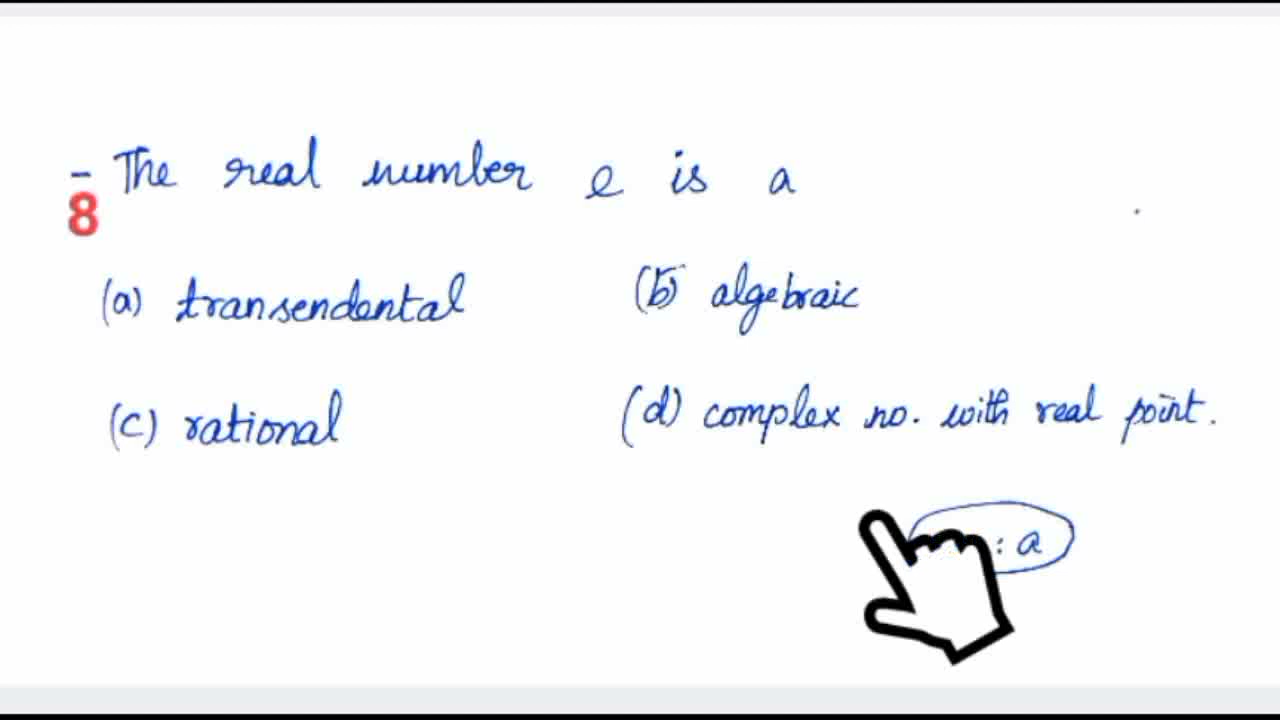 - The real number e is a
8
(a) transendental (b) algebraic
(c) rational (d) complex no. with real point.
: a